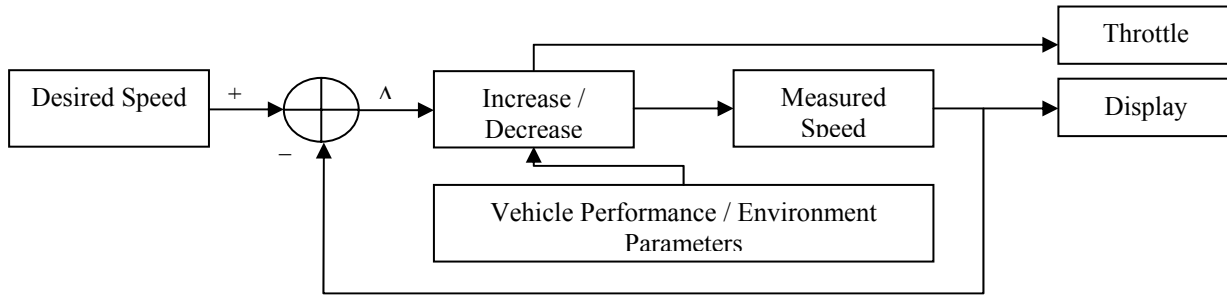 Throttle
Desired Speed
+
Δ
Increase /
Decrease
Measured
Speed
Display
−
Vehicle Performance / Environment
Parameters